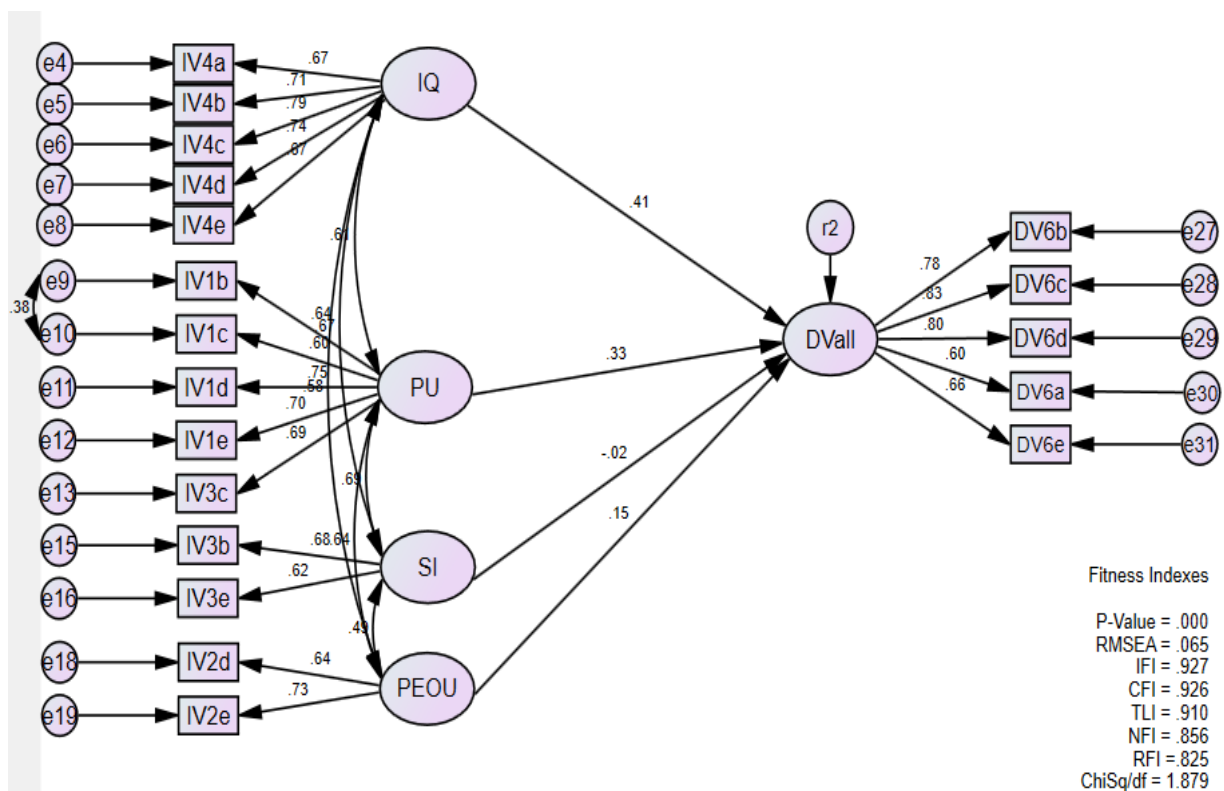 e4
IV4a
.67
IQ
e5
IV4b
.71
e6
IV4c
.79
e7
IV4d
.74
e8
IV4e
.67
.41
r2
DV6b
e27
.78
DV6c
e28
.83
.61
e9
IV1b
.38
e10
IV1c
.64
.67
.60
DVall
DV6d
e29
.80
e11
IV1d
.75
.58
PU
.33
.60
DV6a
e30
e12
IV1e
.70
.66
DV6e
e31
.69
e13
IV3c
.69
-.02
e15
IV3b
.68
.64
SI
.15
e16
IV3e
.62
.49
e18
IV2d
.64
PEOU
e19
IV2e
.73
Fitness Indexes
P-Value = .000
RMSEA = .065
IFI = .927
CFI = .926
TLI = .910
NFI = .856
RFI =.825
ChiSq/df = 1.879